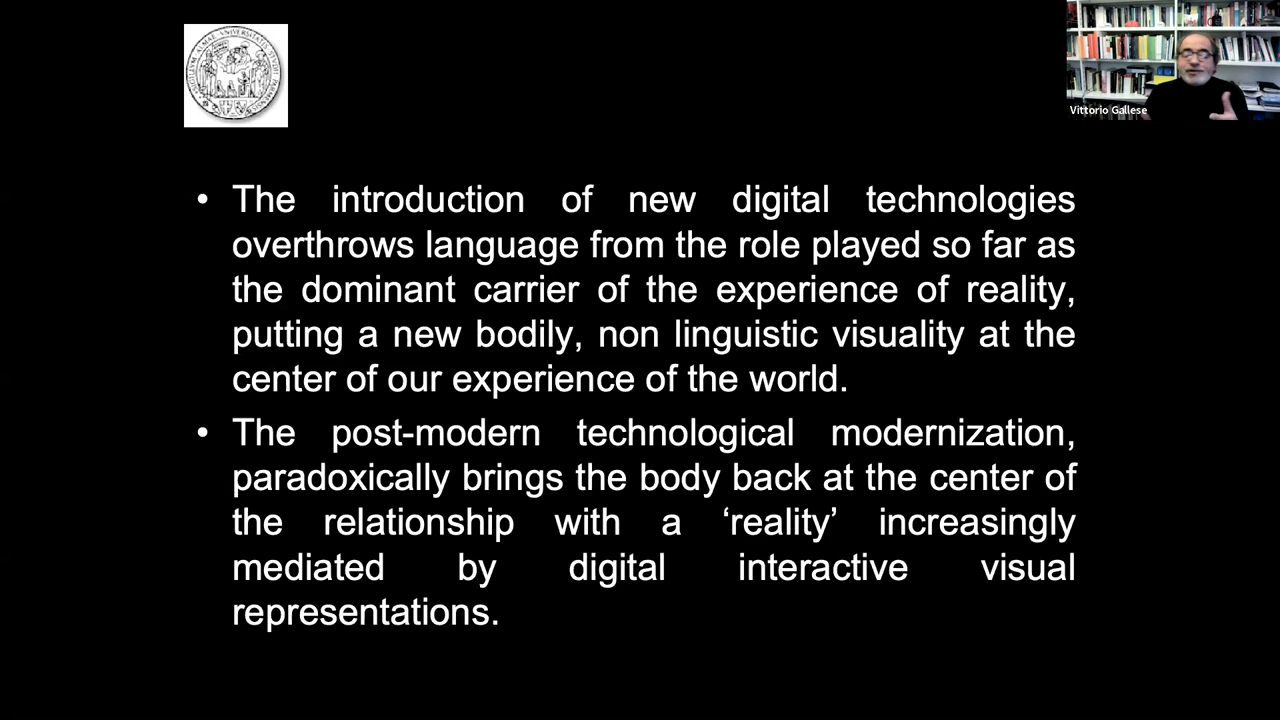 Vittorio Gallese
• The introduction of new digital technologies
overthrows language from the role played so far as
the dominant carrier of the experience of reality,
putting a new bodily, non linguistic visuality at the
center of our experience of the world.
• The post-modern technological modernization,
paradoxically brings the body back at the center of
the relationship with a ‘reality’ increasingly
mediated by digital interactive visual
representations.